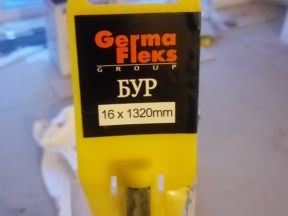 Germa
Fleks
GROUP
БУР
16 x 1320mm